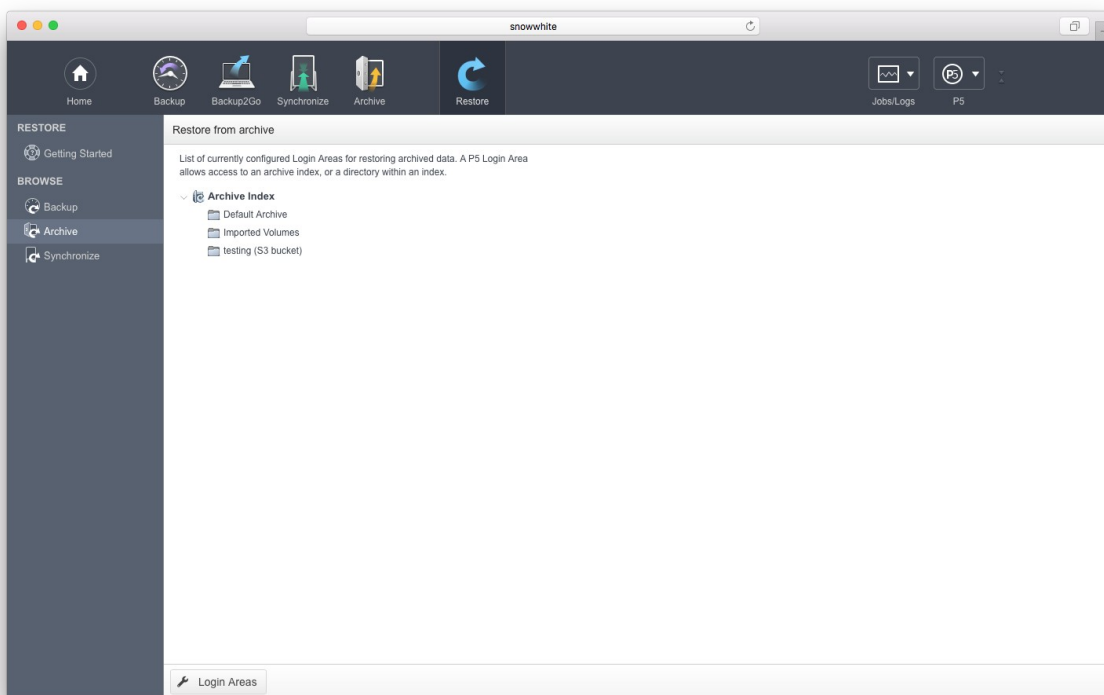 snowwhite
Home
Backup
Backup2Go
Synchronize
Archive
Restore
Jobs/Logs
P5
P5
RESTORE
Getting Started
BROWSE
Backup
Archive
Synchronize
Restore from archive
List of currently configured Login Areas for restoring archived data. A P5 Login Area
allows access to an archive index, or a directory within an index.
Archive Index
Default Archive
Imported Volumes
testing (S3 bucket)
Login Areas